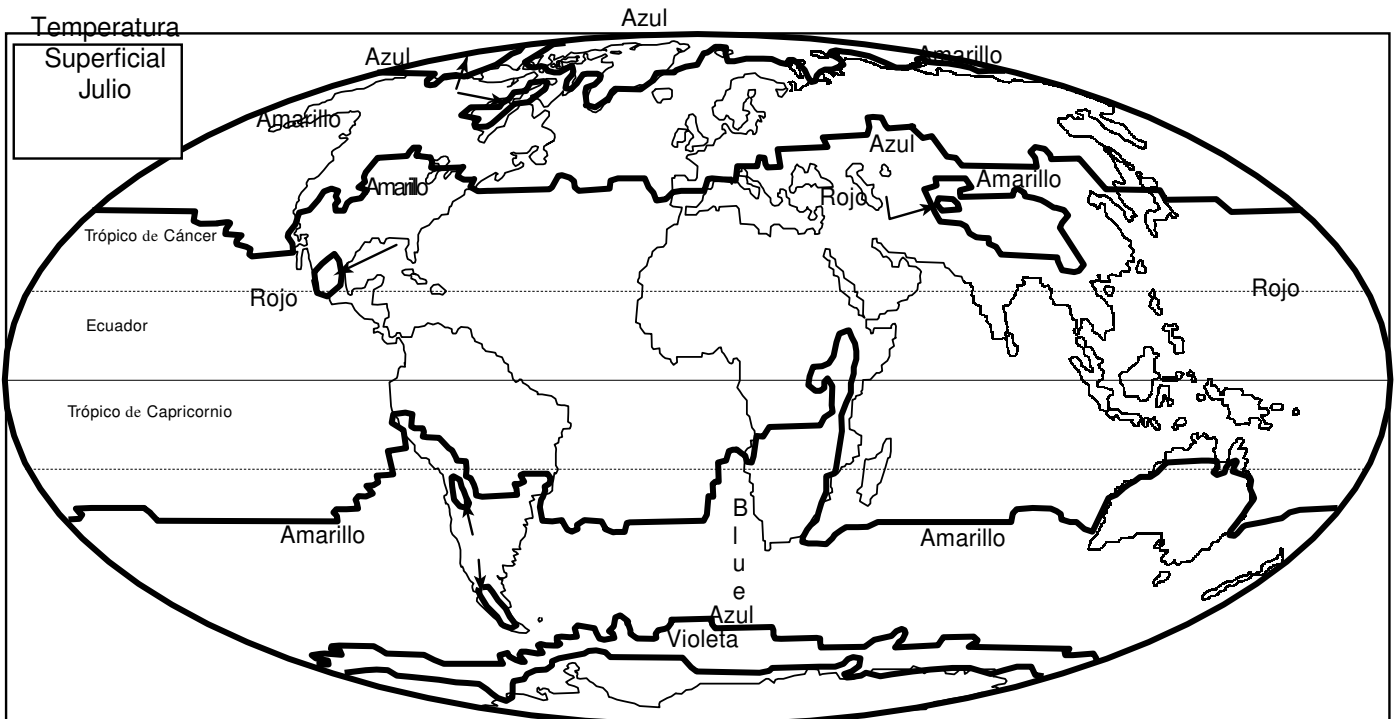 Azul
Temperatura
Superficial
Julio
Azul
Amarillo
Amarillo
Azul
Amarillo
Amarillo
Rojo
Trópico de Cáncer
Rojo
Rojo
Ecuador
Trópico de Capricornio
Amarillo
B
l
u
e
Amarillo
Azul
Violeta